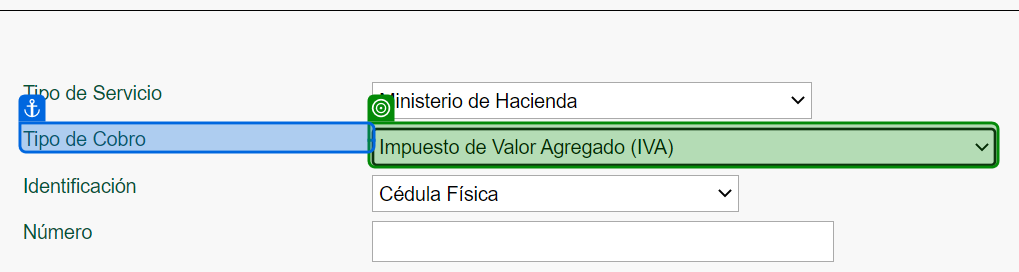 Tipo de Servicio Ministerio de Hacienda
Tipo de Cobro Impuesto de Valor Agregado (IVA)
Identificación Cédula Física
Número